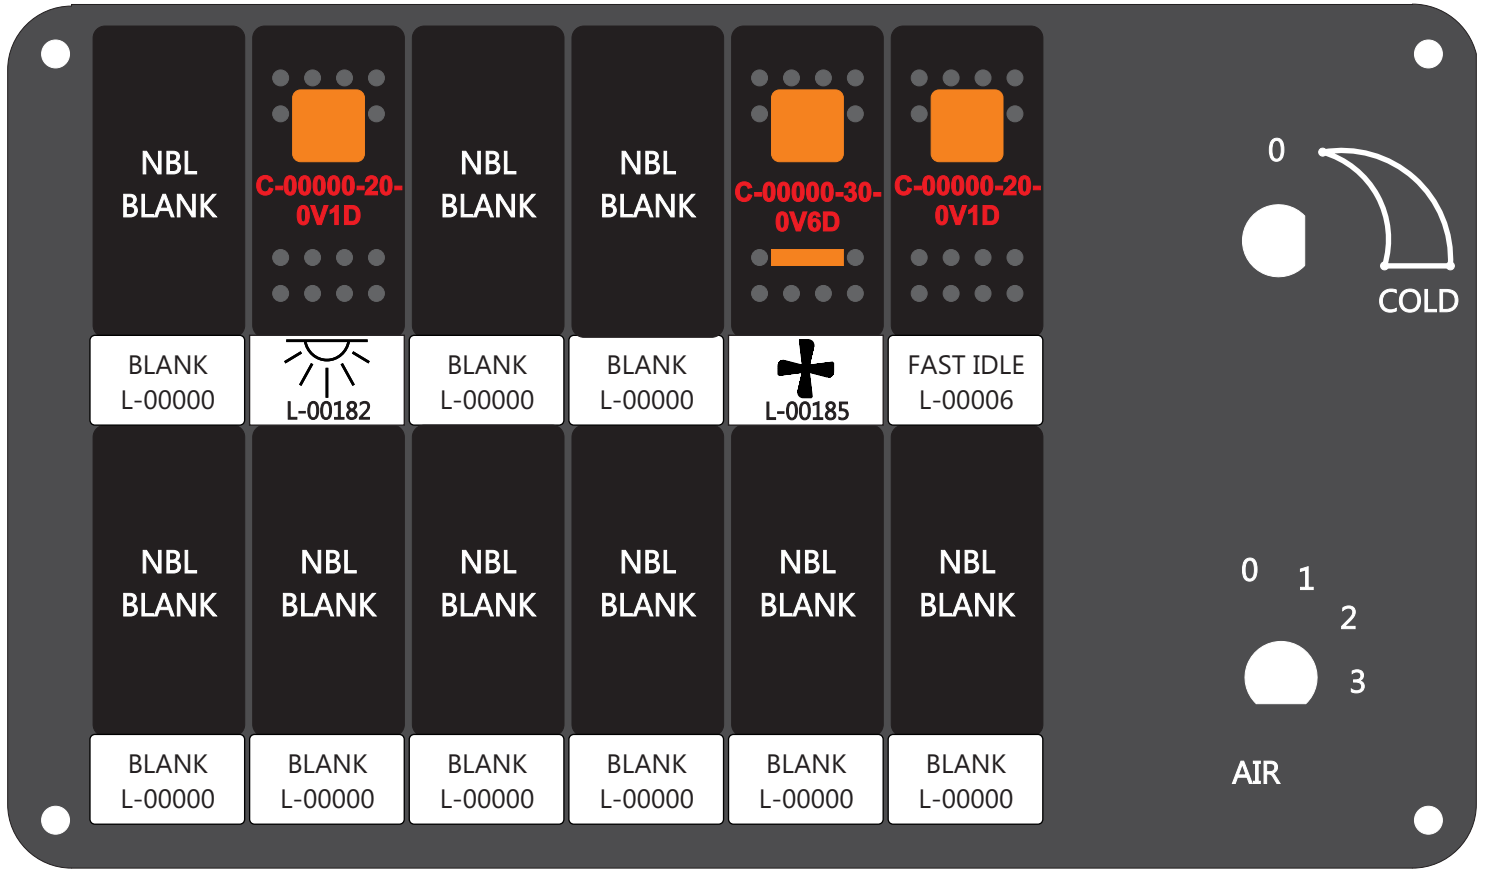 NBL
BLANK
C-00000-20-
0V1D
NBL
BLANK
NBL
BLANK
C-00000-30-
0V6D
C-00000-20-
0V1D
BLANK
L-00000
L-00182
BLANK
L-00000
BLANK
L-00000
L-00185
FAST IDLE
L-00006
NBL
BLANK
NBL
BLANK
NBL
BLANK
NBL
BLANK
NBL
BLANK
NBL
BLANK
BLANK
L-00000
BLANK
L-00000
BLANK
L-00000
BLANK
L-00000
BLANK
L-00000
BLANK
L-00000
0
COLD
0
1
2
3
AIR